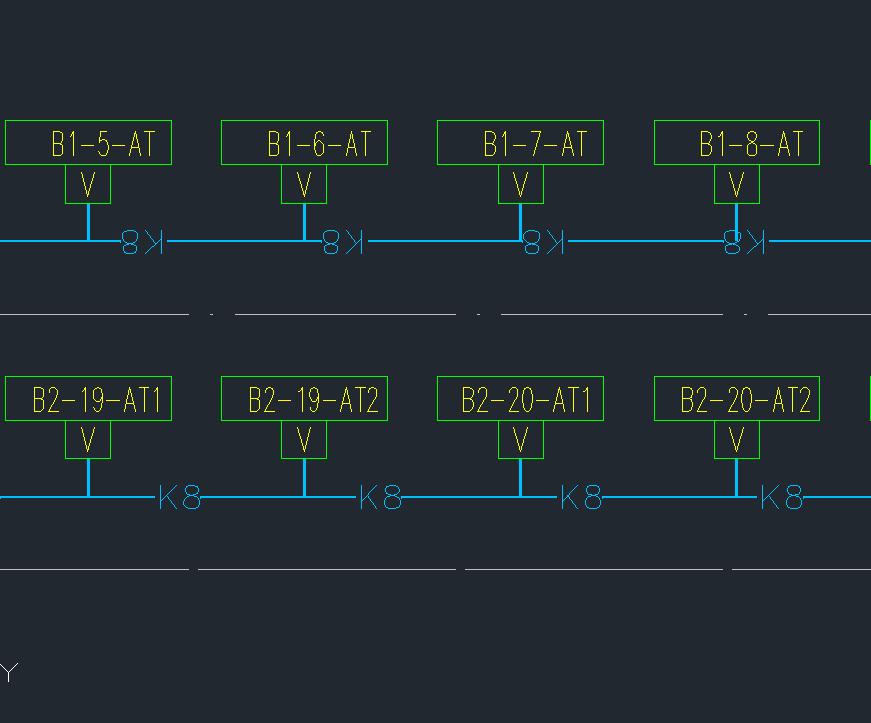 B1-5-AT B1-6-AT B1-7-AT B1-8-AT
V V V V
K8 K8 K8 K8
B2-19-AT1 B2-19-AT2 B2-20-AT1 B2-20-AT2
V V V V
K8 K8 K8 K8
Y